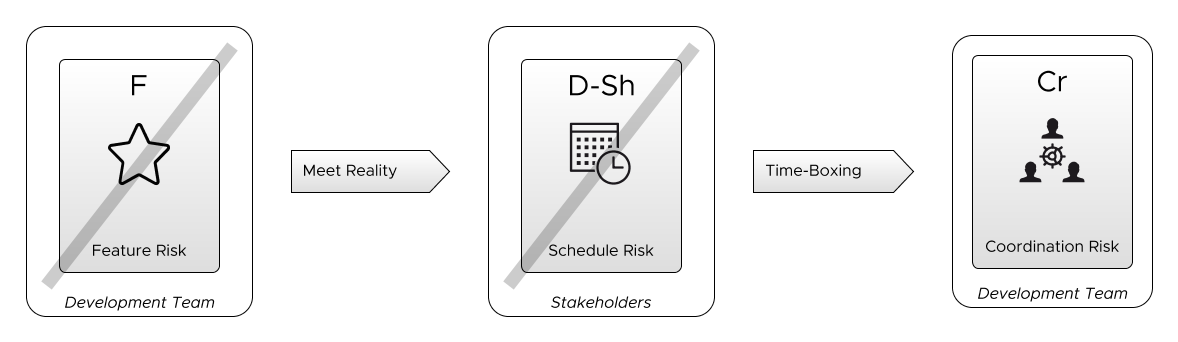 F
Feature Risk
Development Team
Meet Reality
D-Sh
Schedule Risk
Stakeholders
Time-Boxing
Cr
Coordination Risk
Development Team